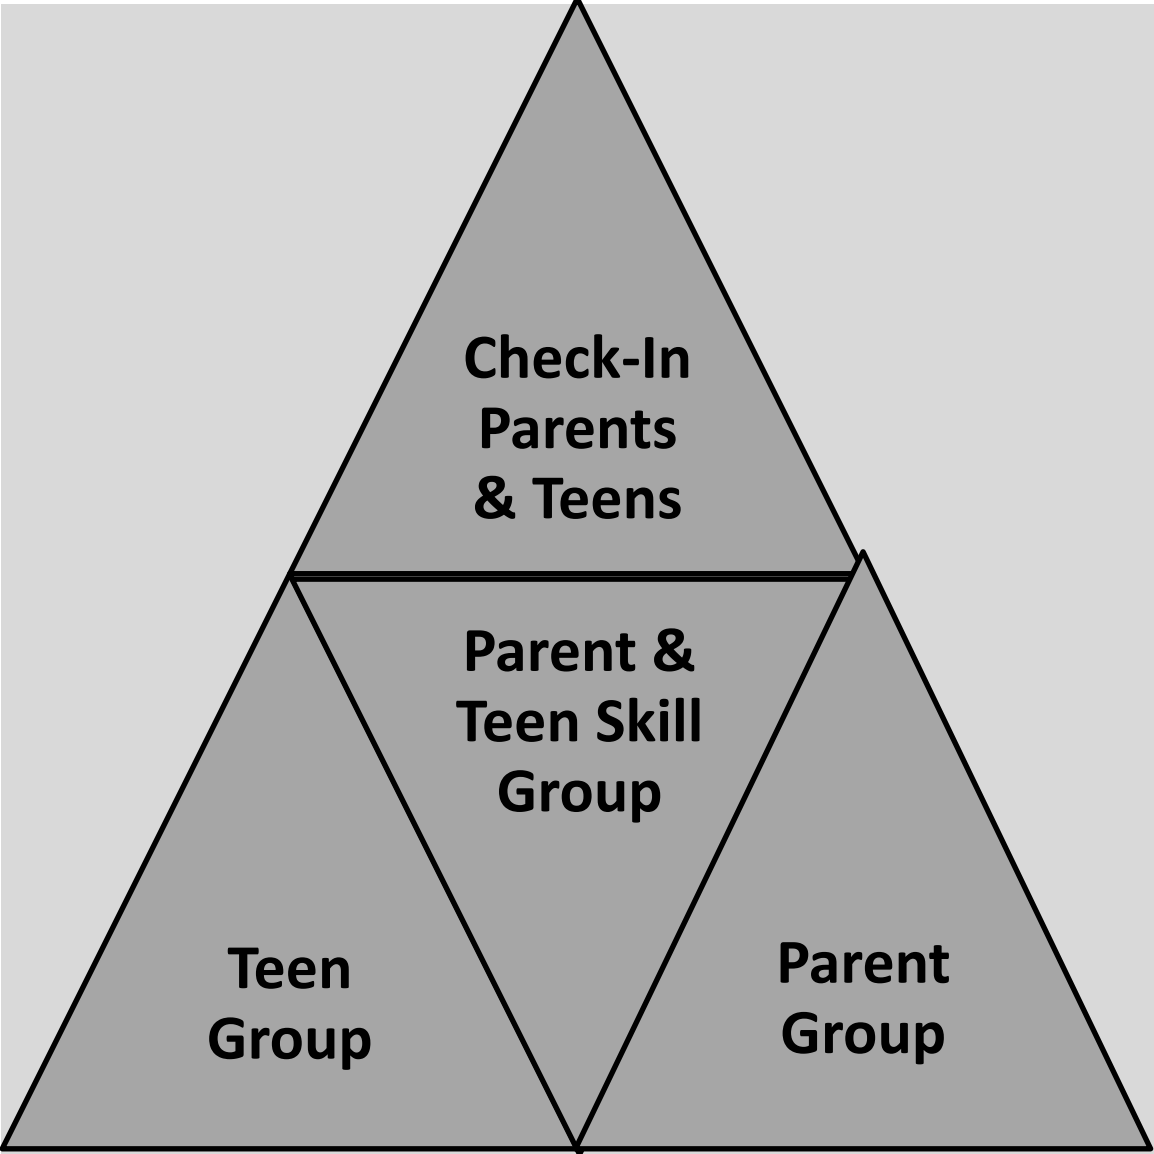 Check-In
Parents
& Teens
Parent &
Teen Skill
Group
Teen
Group
Parent
Group